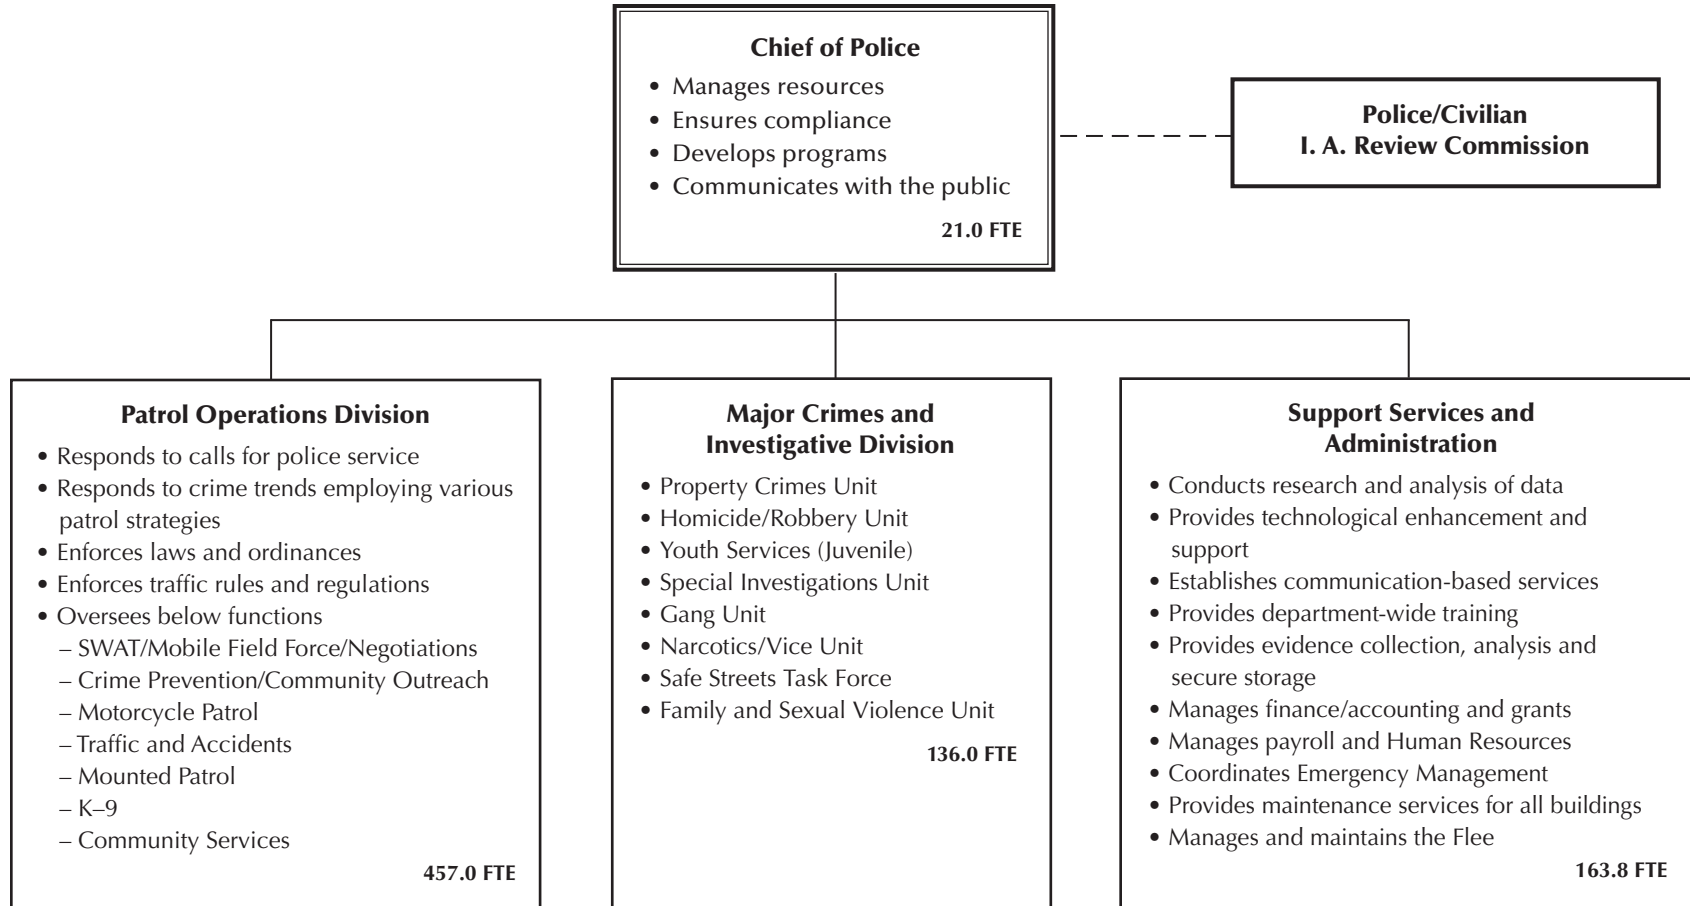 Chief of Police
• Manages resources
• Ensures compliance
• Develops programs
• Communicates with the public
21.0 FTE
Police/Civilian
I. A. Review Commission
Patrol Operations Division
• Responds to calls for police service
• Responds to crime trends employing various
patrol strategies
• Enforces laws and ordinances
• Enforces traffic rules and regulations
• Oversees below functions
– SWAT/Mobile Field Force/Negotiations
– Crime Prevention/Community Outreach
– Motorcycle Patrol
– Traffic and Accidents
– Mounted Patrol
– K–9
– Community Services
457.0 FTE
Major Crimes and
Investigative Division
• Property Crimes Unit
• Homicide/Robbery Unit
• Youth Services (Juvenile)
• Special Investigations Unit
• Gang Unit
• Narcotics/Vice Unit
• Safe Streets Task Force
• Family and Sexual Violence Unit
136.0 FTE
Support Services and
Administration
• Conducts research and analysis of data
• Provides technological enhancement and
support
• Establishes communication-based services
• Provides department-wide training
• Provides evidence collection, analysis and
secure storage
• Manages finance/accounting and grants
• Manages payroll and Human Resources
• Coordinates Emergency Management
• Provides maintenance services for all buildings
• Manages and maintains the Flee
163.8 FTE